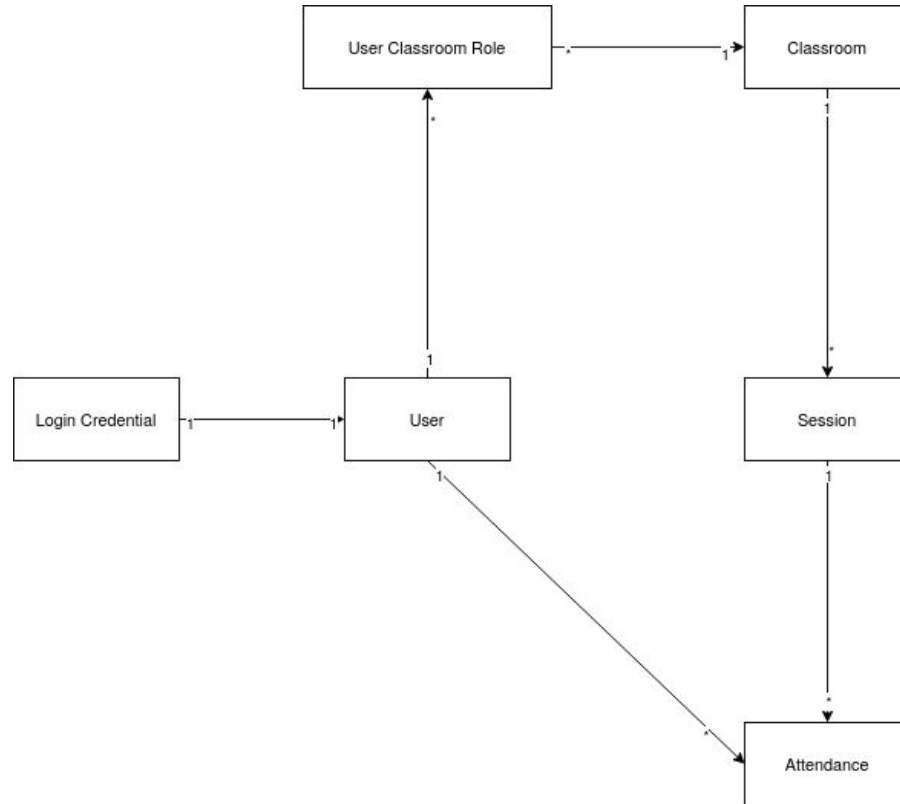 User Classroom Role
Classroom
* 1
1
*
1
*
Login Credential
User
Session
1 1
1
1
*
*
Attendance